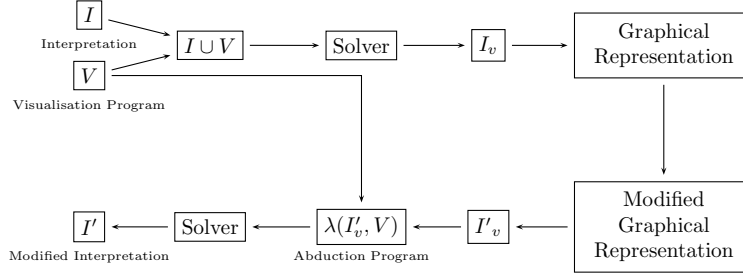 I
Interpretation
V
Visualisation Program
I ∪ V
Solver
I_v
Graphical
Representation
I'
Modified Interpretation
Solver
λ(I'_v, V)
Abduction Program
I'_v
Modified
Graphical
Representation